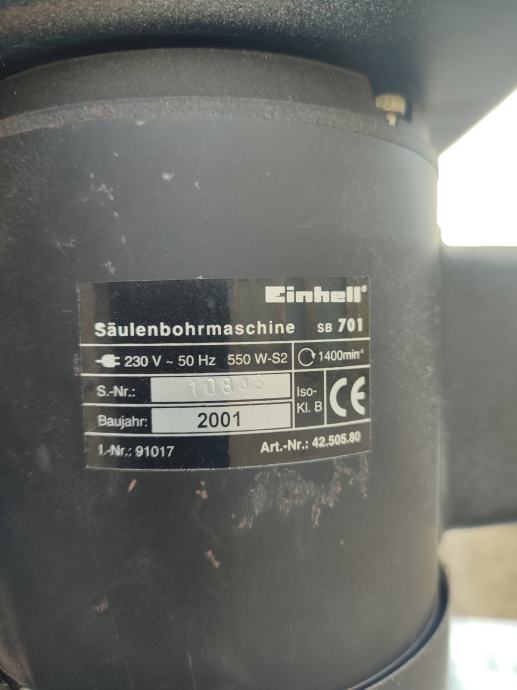 Einhell®
Säulenbohrmaschine SB 701
230 V ~ 50 Hz 550 W-S2 1400min⁻¹
S.-Nr.: Iso-
Kl. B CE
Baujahr: 2001
I.-Nr.: 91017 Art.-Nr.: 42.505.80